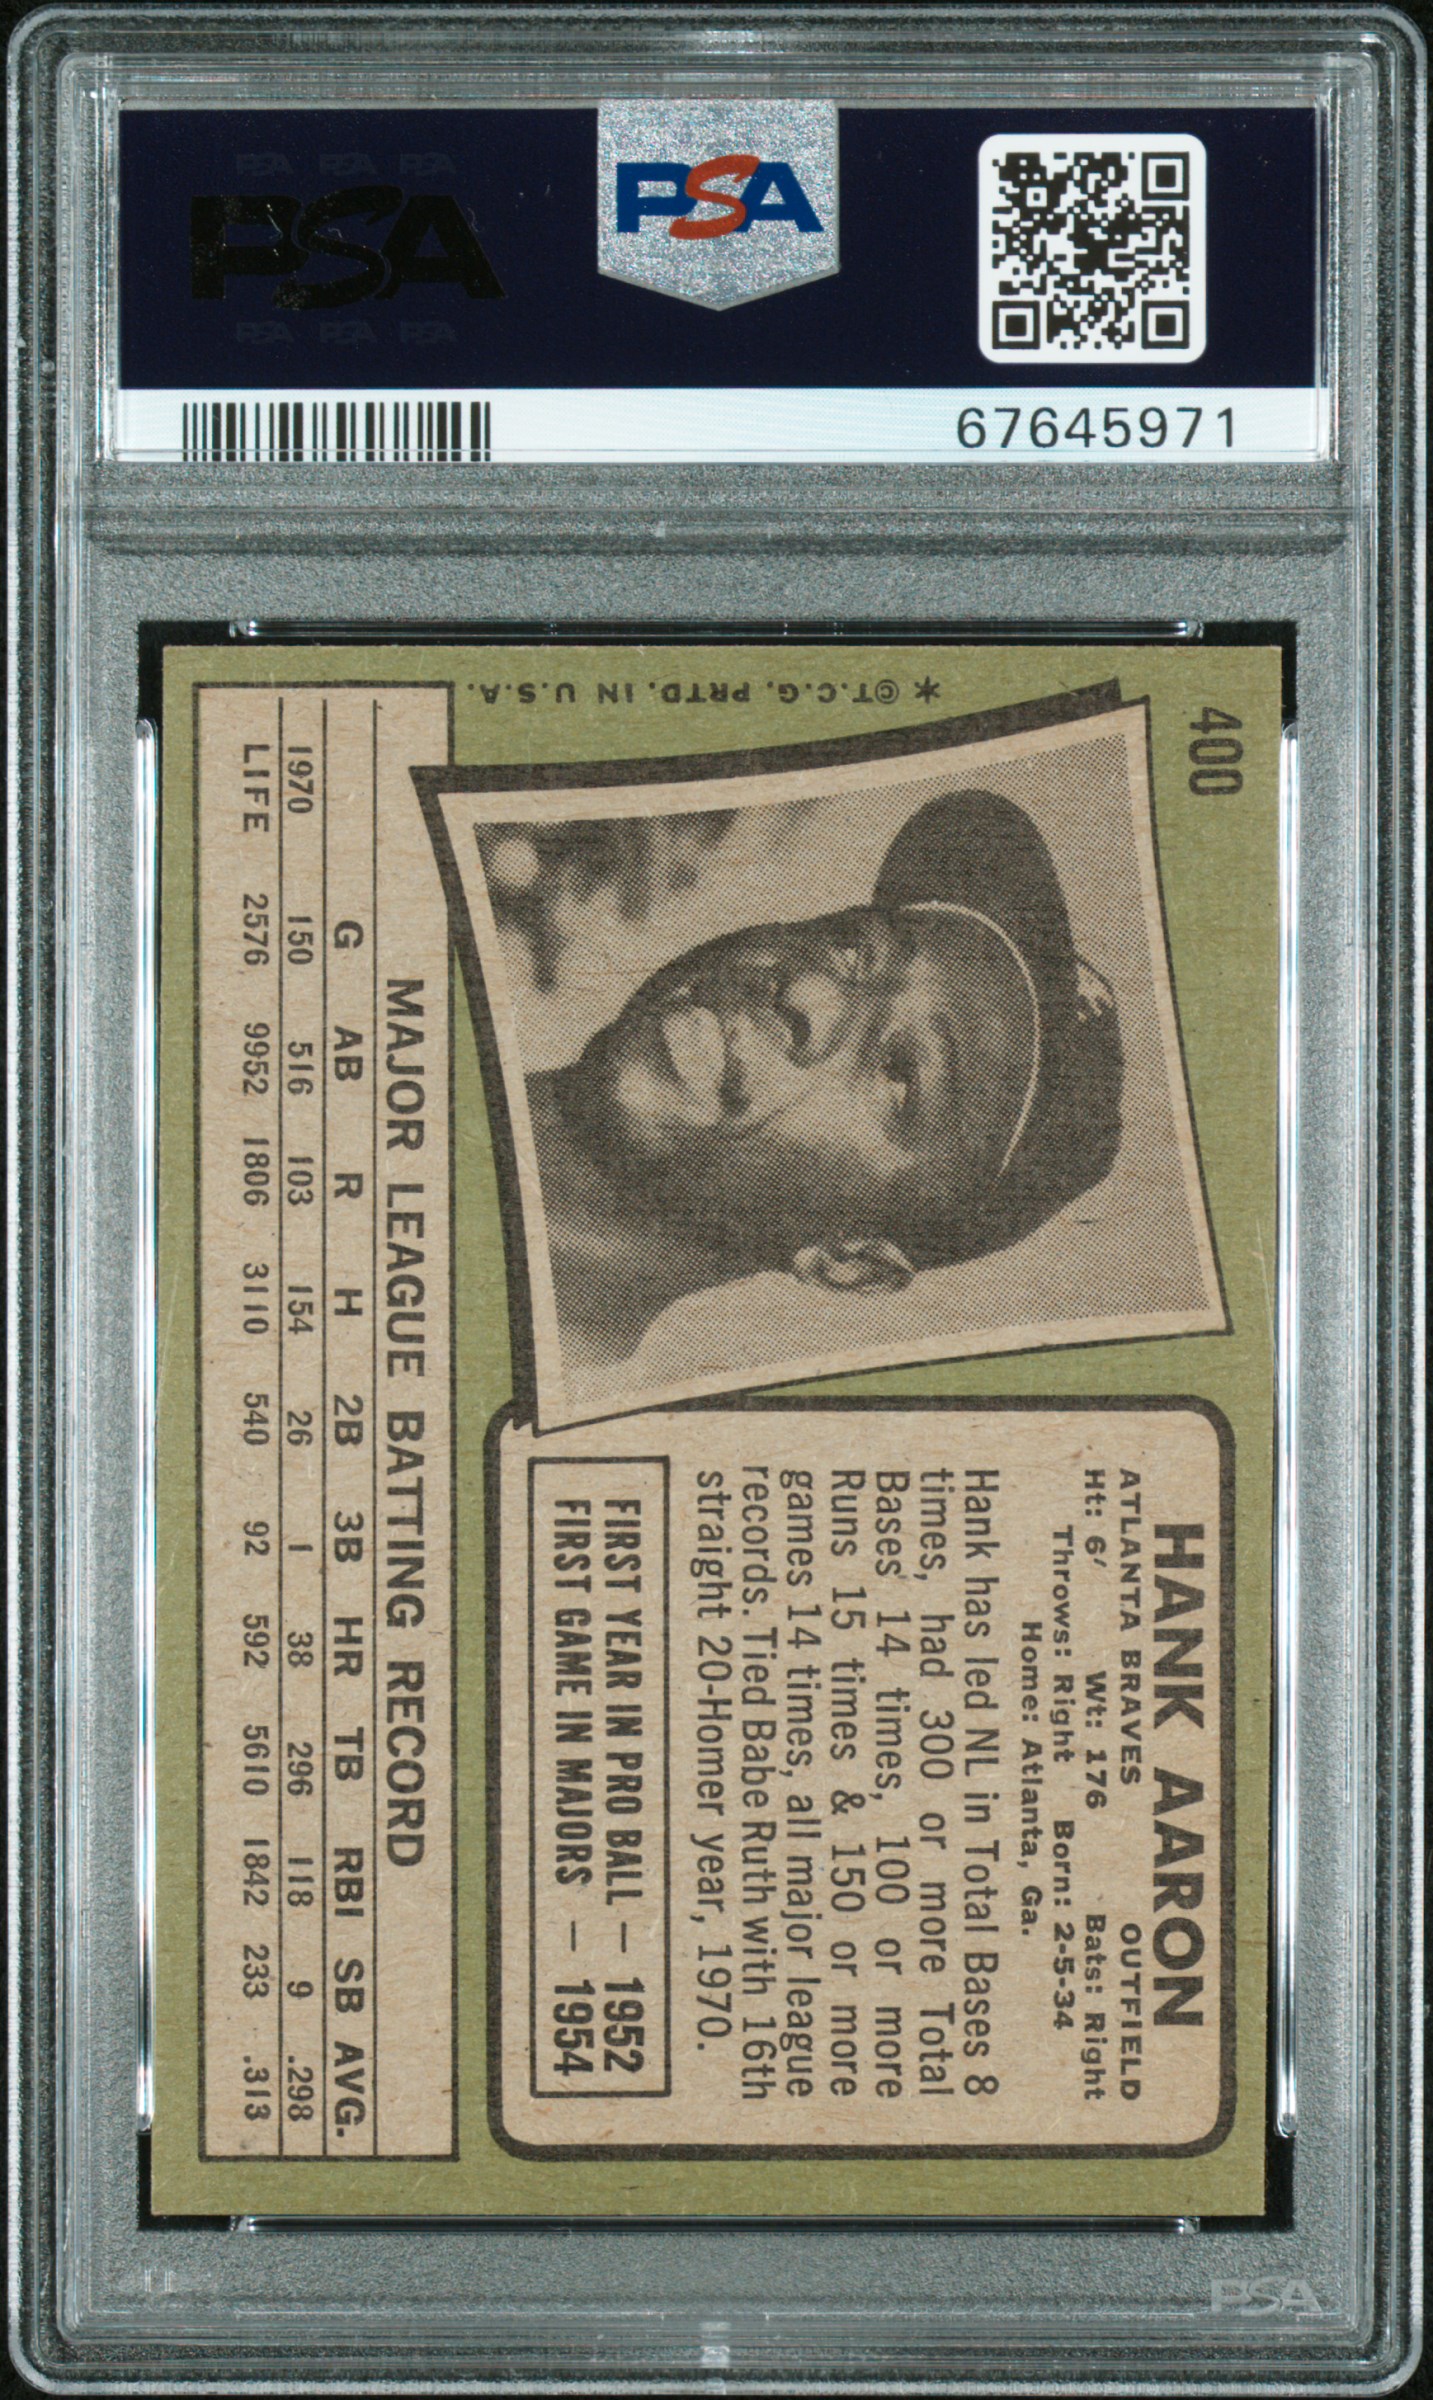 PSA PSA PSA
PSA
PSA PSA PSA
PSA
67645971
400
HANK AARON
ATLANTA BRAVES OUTFIELD
Ht: 6' Wt: 176 Bats: Right
Throws: Right Born: 2-5-34
Home: Atlanta, Ga.
Hank has led NL in Total Bases 8
times, had 300 or more Total
Bases 14 times, 100 or more
Runs 15 times & 150 or more
games 14 times, all major league
records. Tied Babe Ruth with 16th
straight 20-Homer year, 1970.
FIRST YEAR IN PRO BALL — 1952
FIRST GAME IN MAJORS — 1954
*©T.C.G. PRTD. IN U.S.A.
MAJOR LEAGUE BATTING RECORD
G AB R H 2B 3B HR TB RBI SB AVG.
1970 150 516 103 154 26 1 38 296 118 9 .298
LIFE 2576 9952 1806 3110 540 92 592 5610 1842 233 .313
PSA